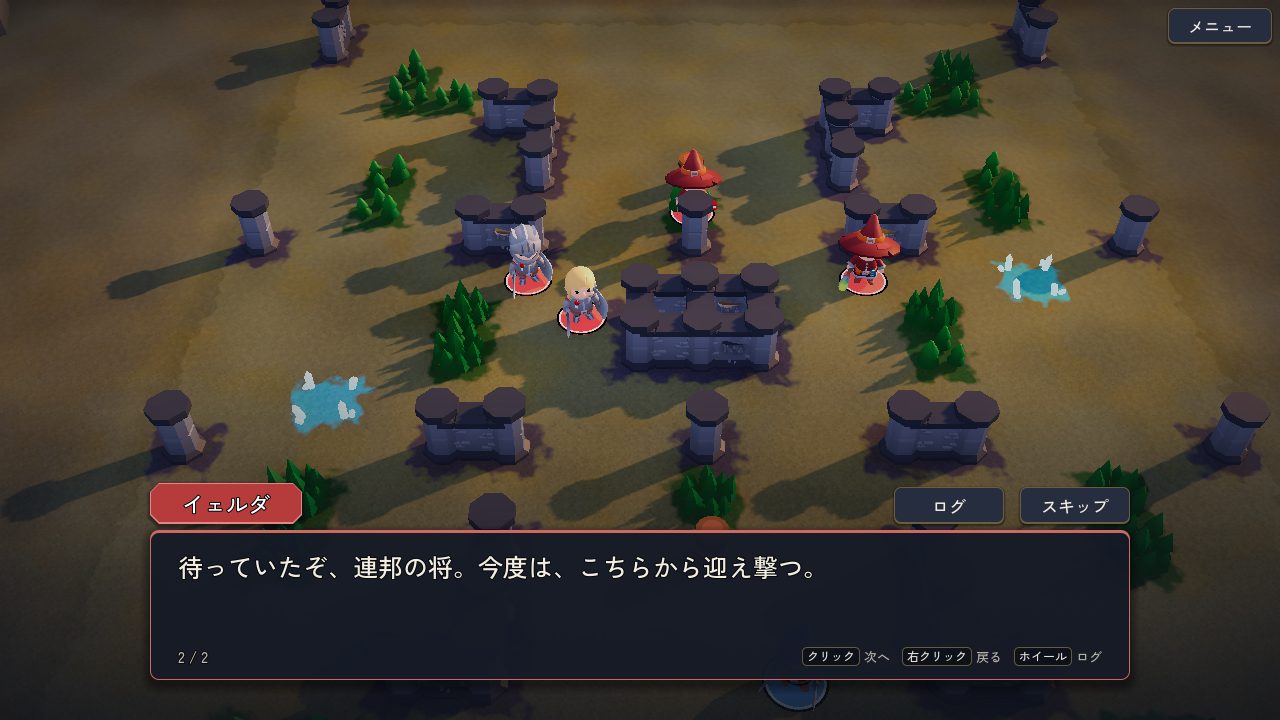 メニュー
イェルダ
ログ
スキップ
待っていたぞ、連邦の将。今度は、こちらから迎え撃つ。
2 / 2
クリック 次へ 右クリック 戻る ホイール ログ